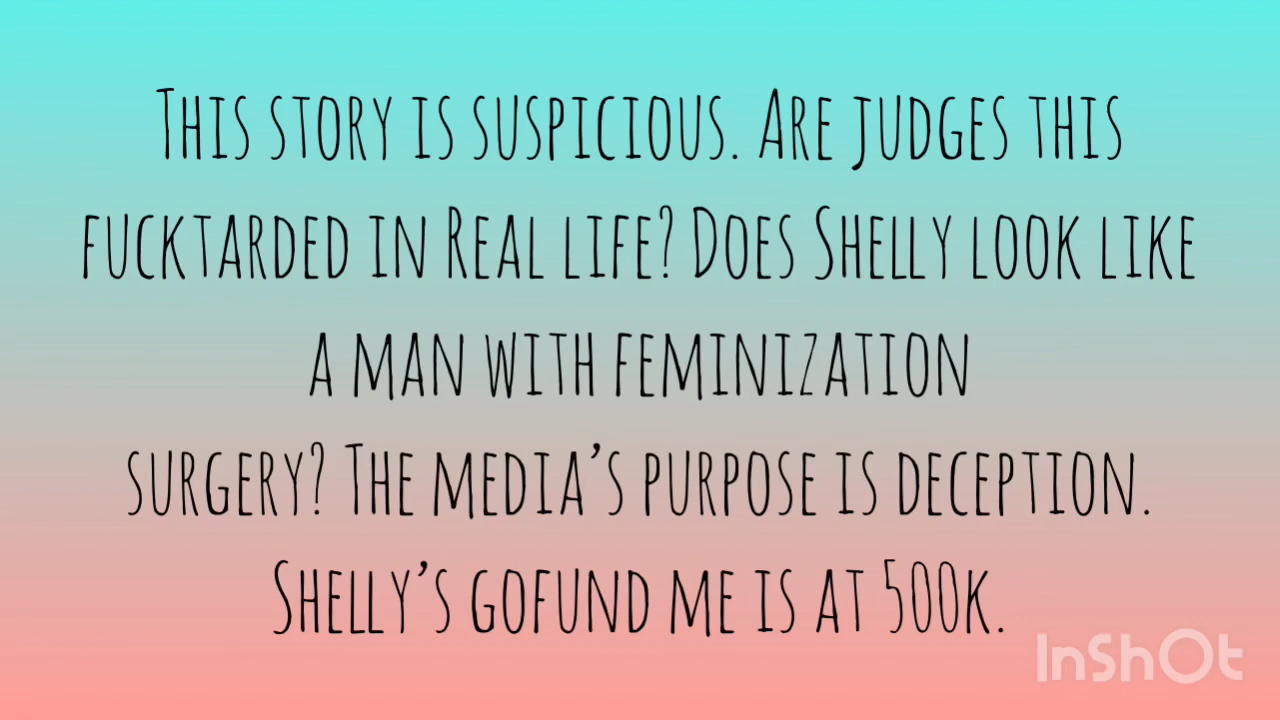 This story is suspicious. Are judges this
fucktarded in Real life? Does Shelly look like
a man with feminization
surgery? The media’s purpose is deception.
Shelly’s gofund me is at 500k.
InShOt